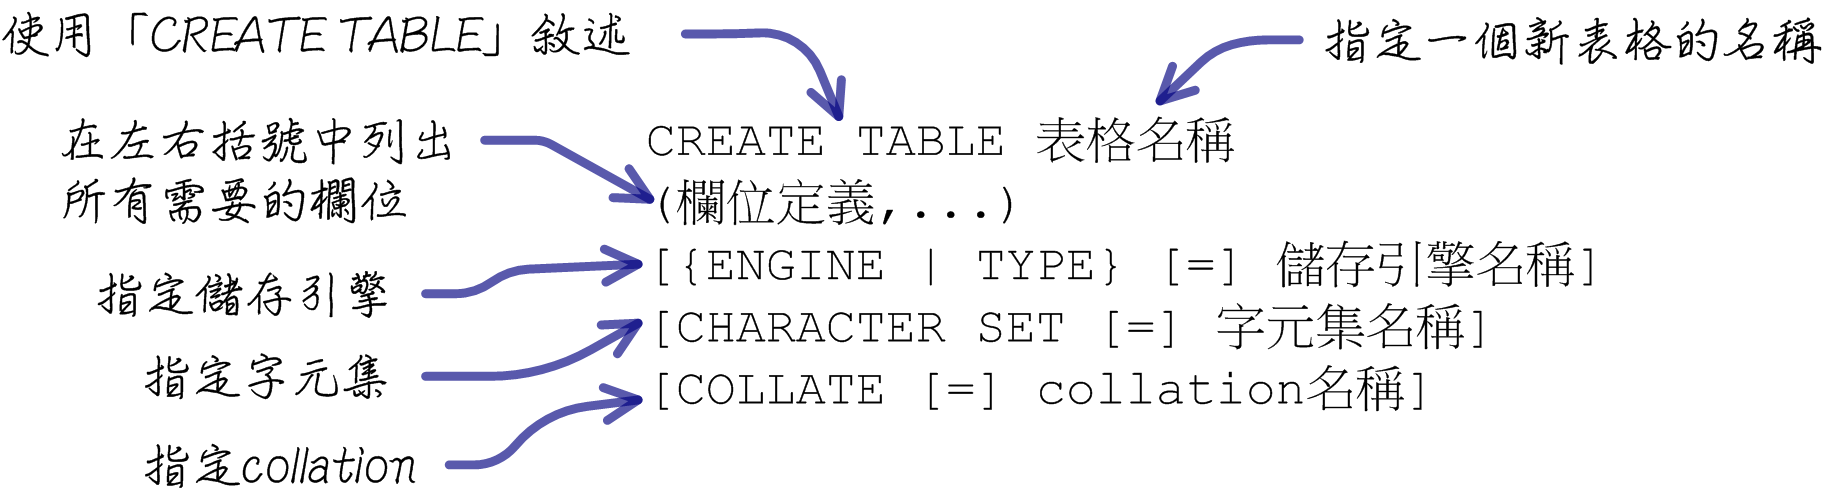 使用「CREATE TABLE」敘述
指定一個新表格的名稱
CREATE TABLE 表格名稱
在左右括號中列出
所有需要的欄位
(欄位定義,...)
[{ENGINE | TYPE} [=] 儲存引擎名稱]
指定儲存引擎
[CHARACTER SET [=] 字元集名稱]
指定字元集
[COLLATE [=] collation名稱]
指定collation